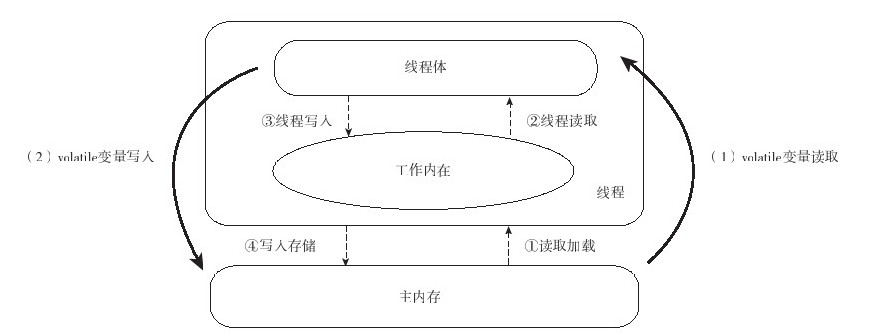 线程体
③线程写入
②线程读取
（2）volatile变量写入
（1）volatile变量读取
工作内在
线程
④写入存储
①读取加载
主内存